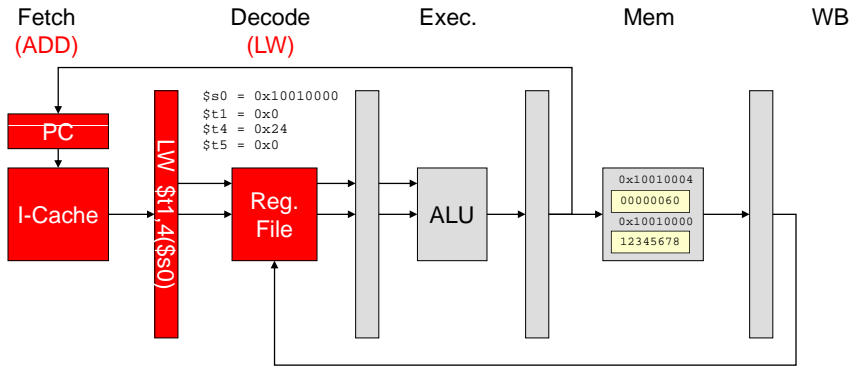 Fetch
(ADD)
Decode
(LW)
Exec.
Mem
WB
$s0 = 0x10010000
$t1 = 0x0
$t4 = 0x24
$t5 = 0x0
PC
I-Cache
LW $t1,4($s0)
Reg.
File
ALU
0x10010004
00000060
0x10010000
12345678